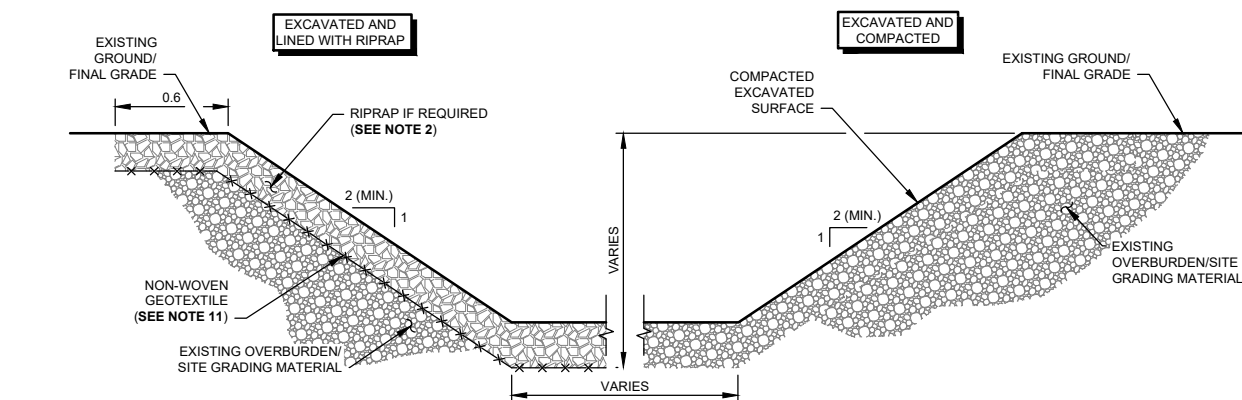 EXCAVATED AND
LINED WITH RIPRAP
EXCAVATED AND
COMPACTED
EXISTING
GROUND/
FINAL GRADE
0.6
RIPRAP IF REQUIRED
(SEE NOTE 2)
2 (MIN.)
1
NON-WOVEN
GEOTEXTILE
(SEE NOTE 11)
EXISTING OVERBURDEN/
SITE GRADING MATERIAL
VARIES
VARIES
COMPACTED
EXCAVATED
SURFACE
EXISTING GROUND/
FINAL GRADE
2 (MIN.)
1
EXISTING
OVERBURDEN/SITE
GRADING MATERIAL